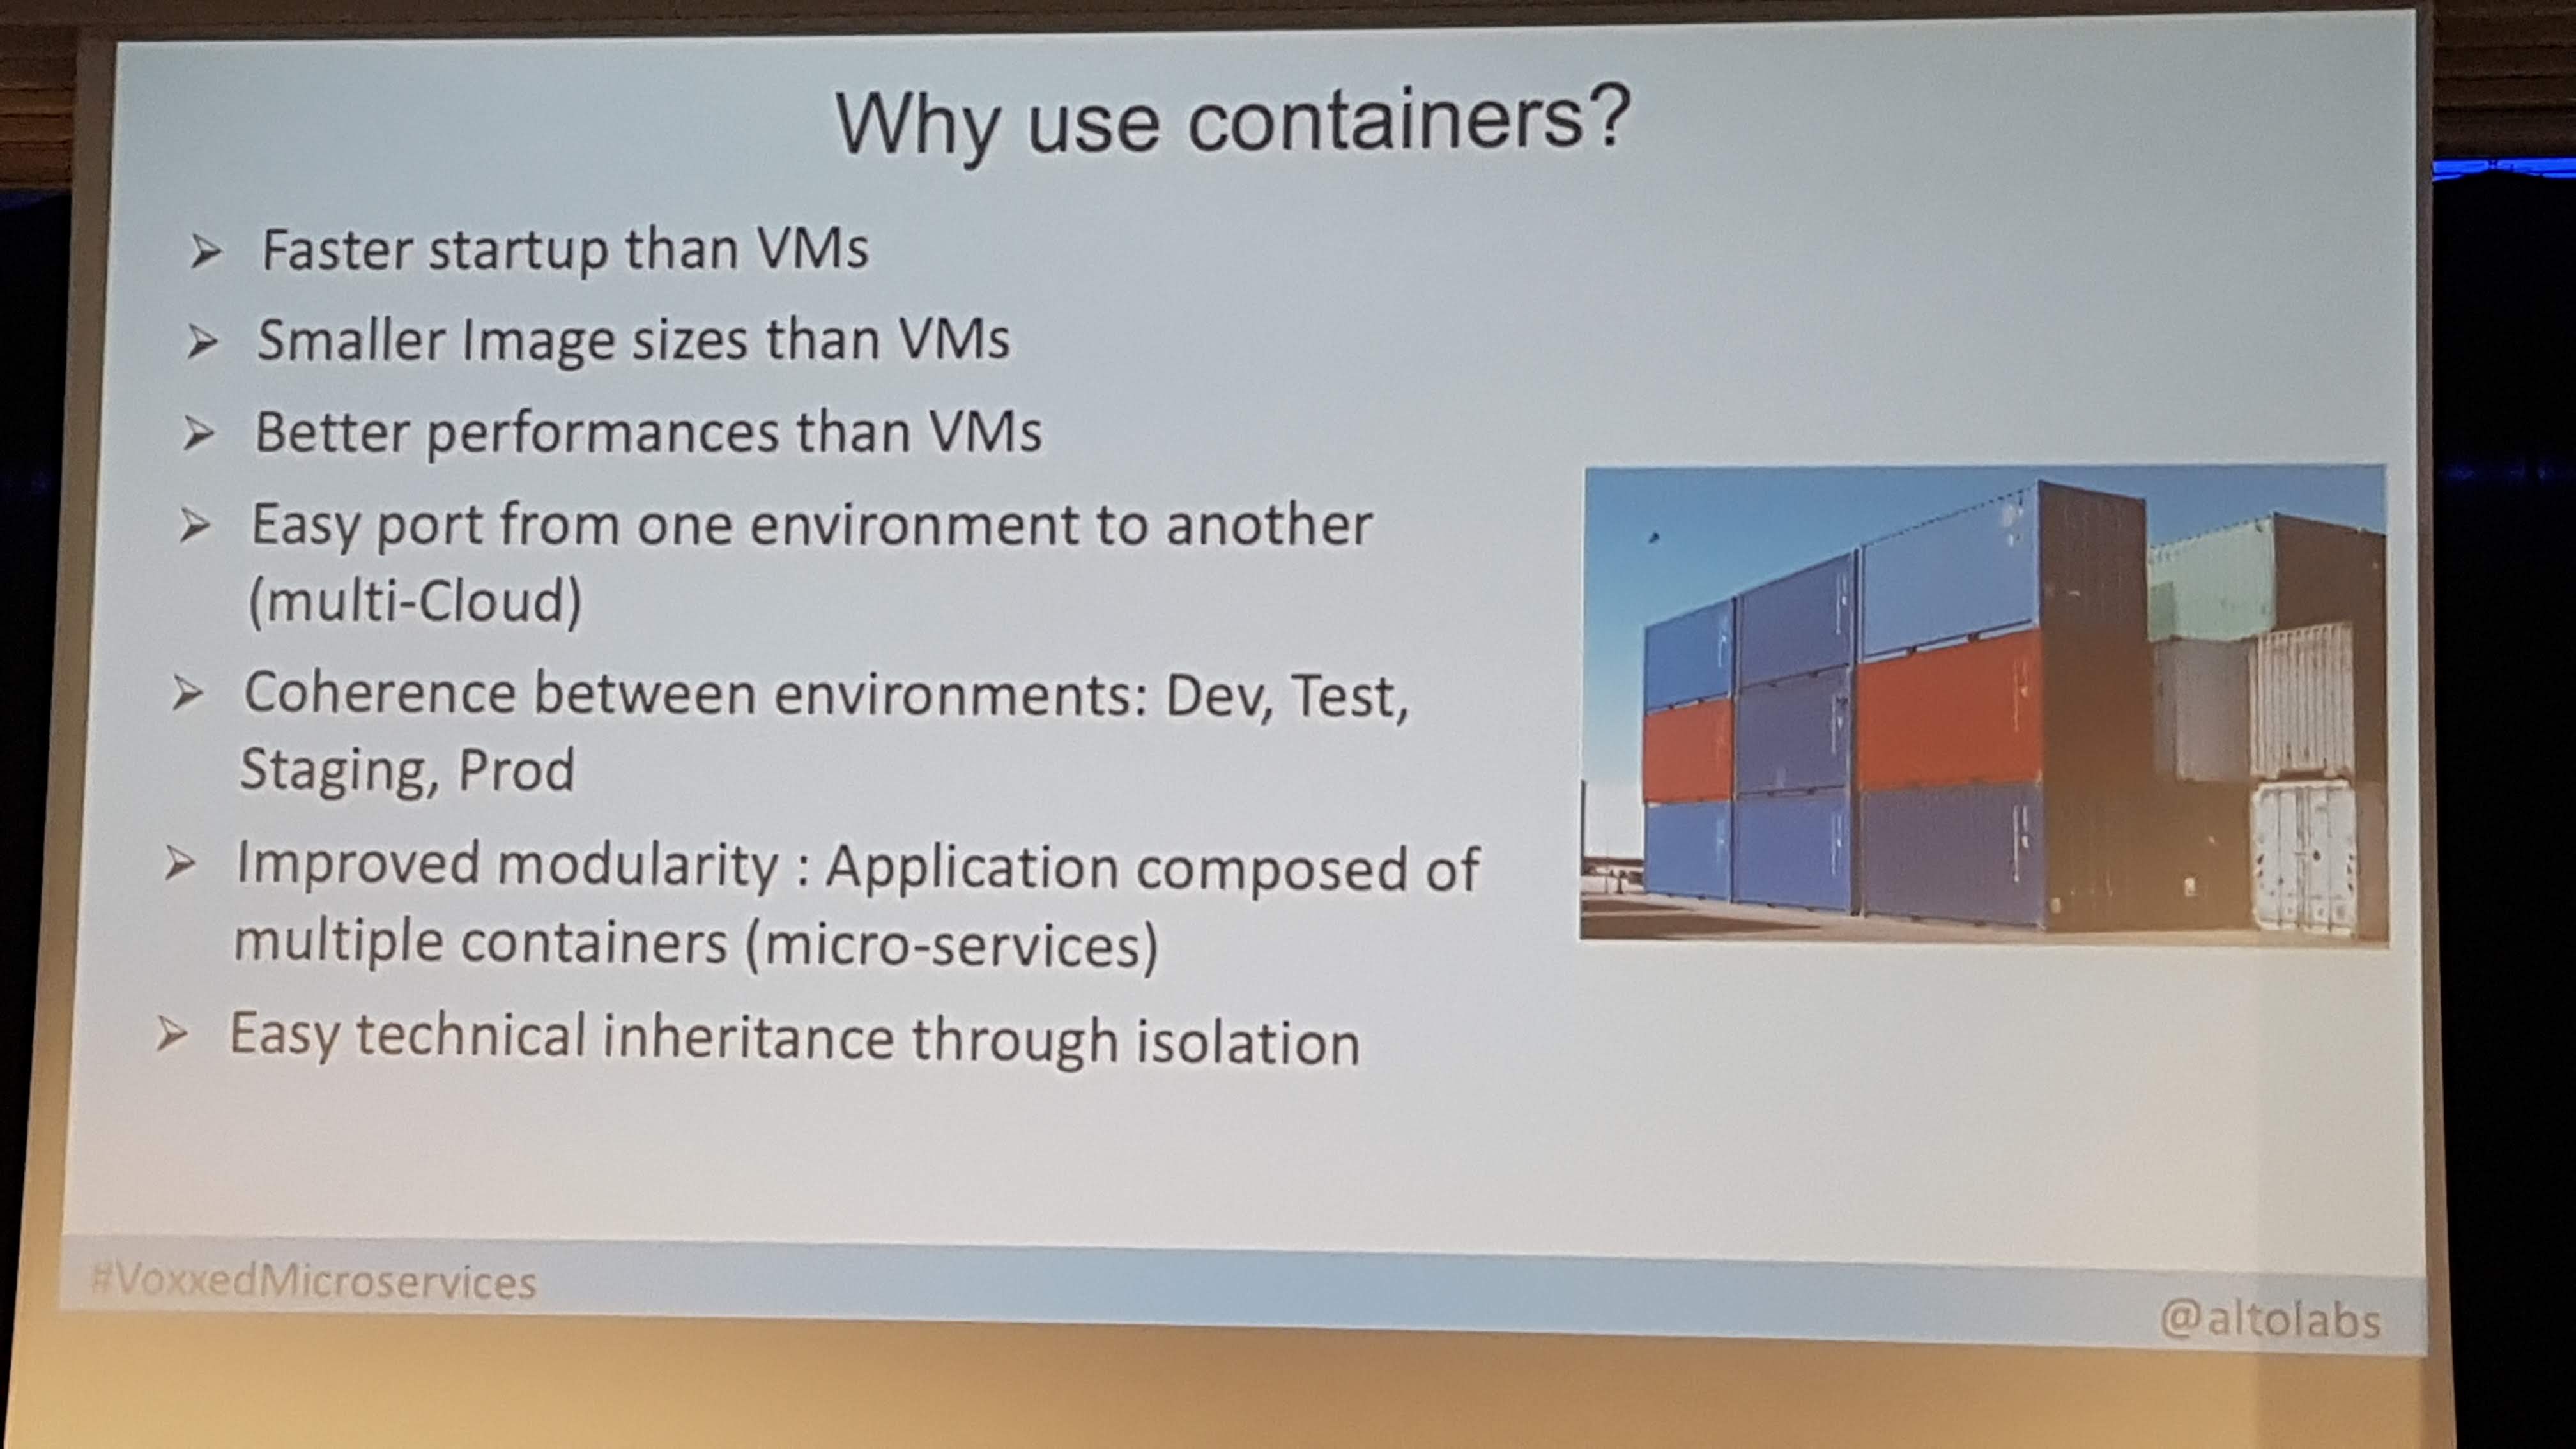 Why use containers?
➢ Faster startup than VMs
➢ Smaller Image sizes than VMs
➢ Better performances than VMs
➢ Easy port from one environment to another
(multi-Cloud)
➢ Coherence between environments: Dev, Test,
Staging, Prod
➢ Improved modularity : Application composed of
multiple containers (micro-services)
➢ Easy technical inheritance through isolation
#VoxxedMicroservices
@altolabs